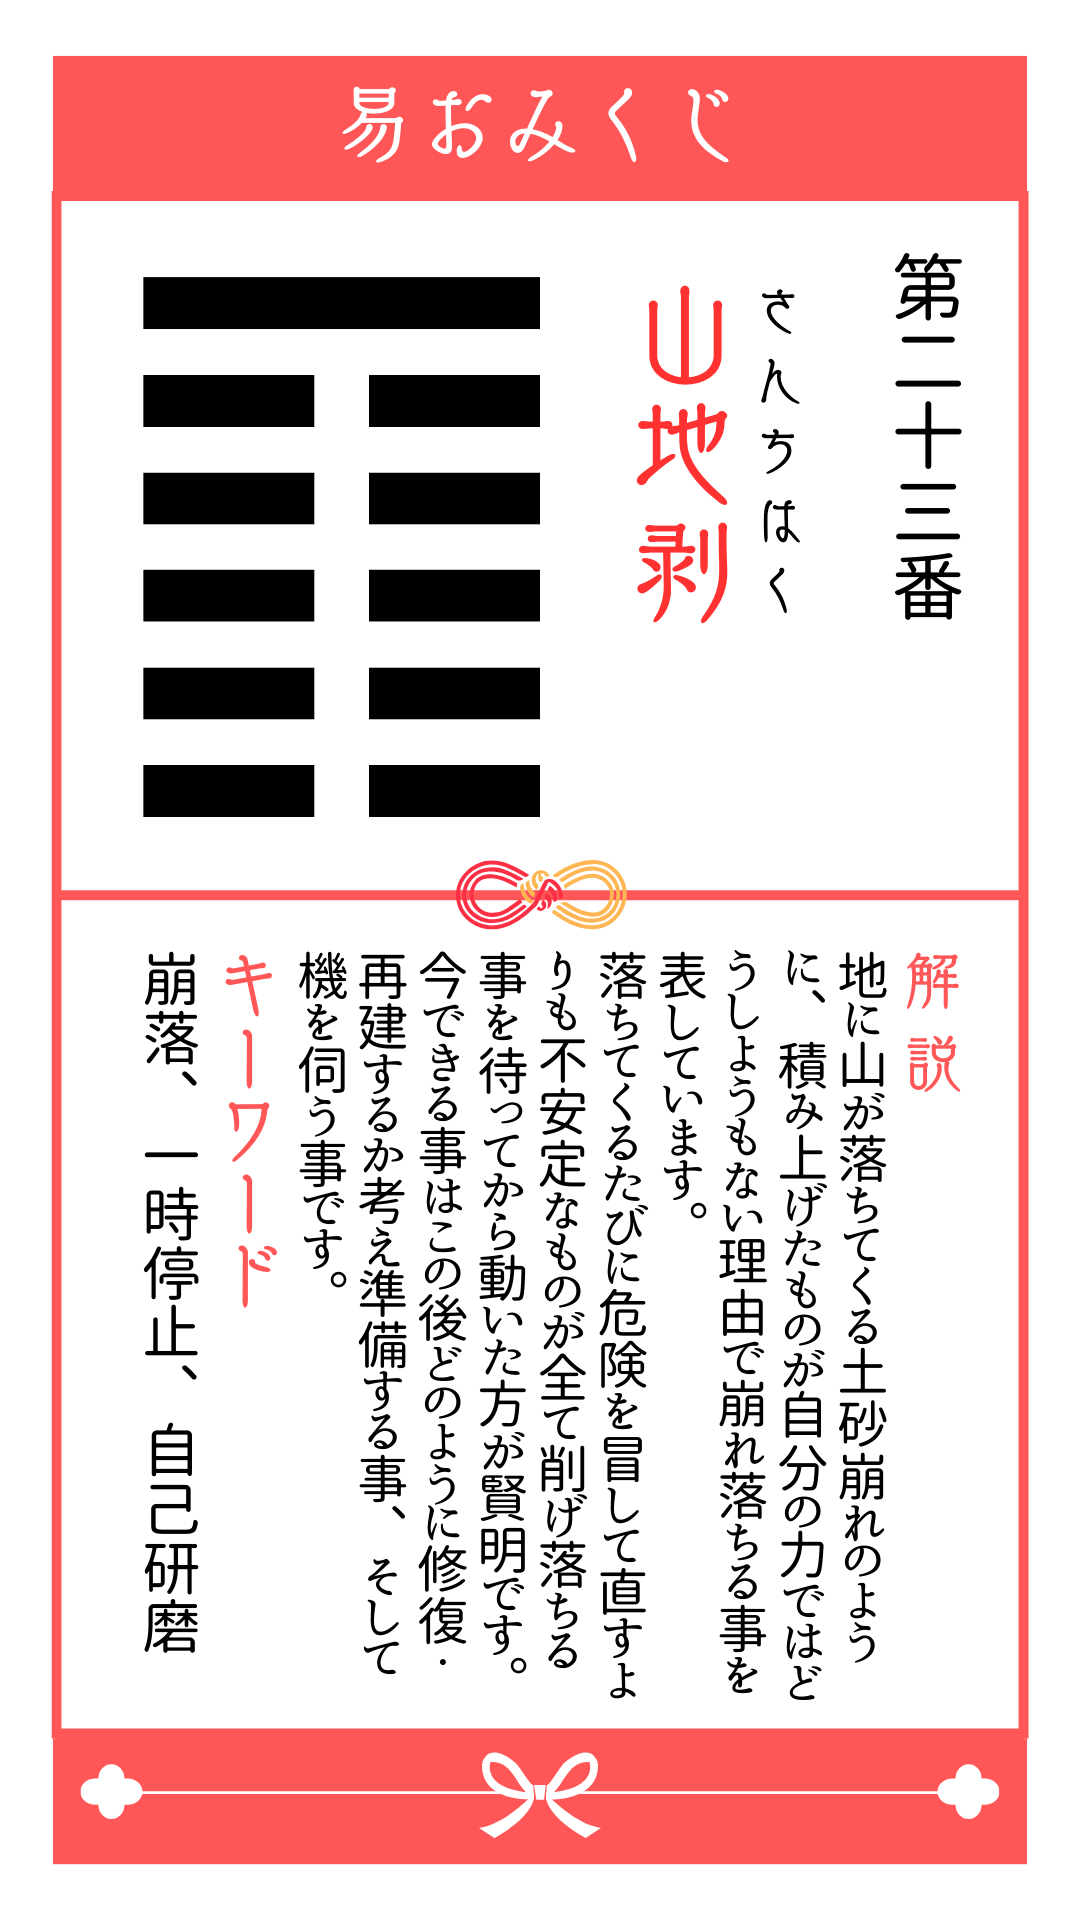 易おみくじ
第二十三番
さんちはく
山地剥
解説
地に山が落ちてくる土砂崩れのよう
に、積み上げたものが自分の力ではど
うしようもない理由で崩れ落ちる事を
表しています。
落ちてくるたびに危険を冒して直すよ
りも不安定なものが全て削げ落ちる
事を待ってから動いた方が賢明です。
今できる事はこの後どのように修復・
再建するか考え準備する事、そして
機を伺う事です。
キーワード
崩落、一時停止、自己研磨